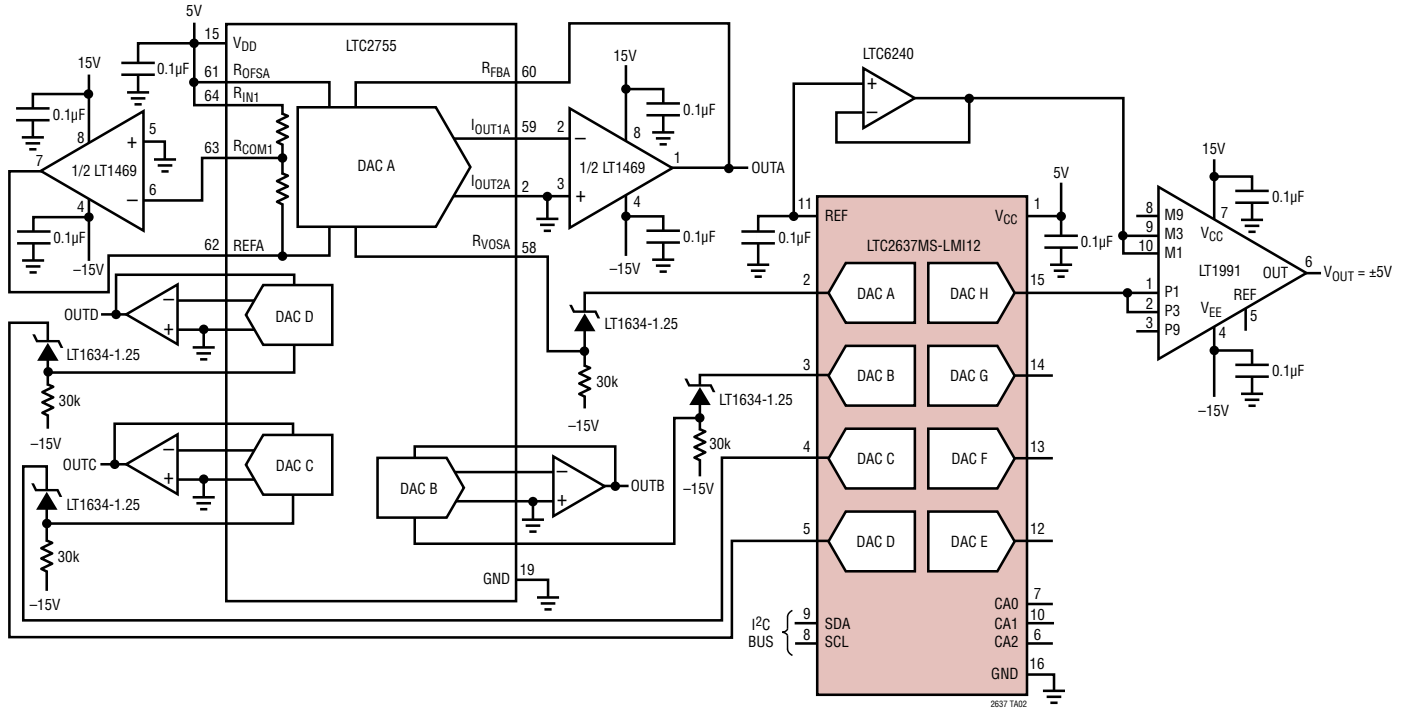 5V
15 VDD
LTC2755
0.1µF
61 ROFSA
64 RIN1
RFBA 60
15V
0.1µF
8
5
+
7
1/2 LT1469
63 RCOM1
6
−
4
0.1µF
−15V
62 REFA
DAC A
IOUT1A 59
IOUT2A 2
RVOSA 58
15V
0.1µF
2
−
8
1/2 LT1469
1
OUTA
3
+
4
0.1µF
−15V
LTC6240
+
−
OUTD
−
+
DAC D
LT1634-1.25
30k
−15V
OUTC
−
+
DAC C
LT1634-1.25
30k
−15V
DAC B
−
+
OUTB
GND 19
LT1634-1.25
30k
−15V
LT1634-1.25
30k
−15V
0.1µF
11 REF
VCC 1
5V
0.1µF
LTC2637MS-LMI12
2 DAC A
DAC H 15
3 DAC B
DAC G 14
4 DAC C
DAC F 13
5 DAC D
DAC E 12
CA0 7
I2C
BUS
9 SDA
8 SCL
CA1 10
CA2 6
GND 16
2637 TA02
15V
0.1µF
7
VCC
8 M9
9 M3
10 M1
LT1991
OUT 6
VOUT = ±5V
1 P1
2 P3
3 P9
REF
5
VEE
4
0.1µF
−15V